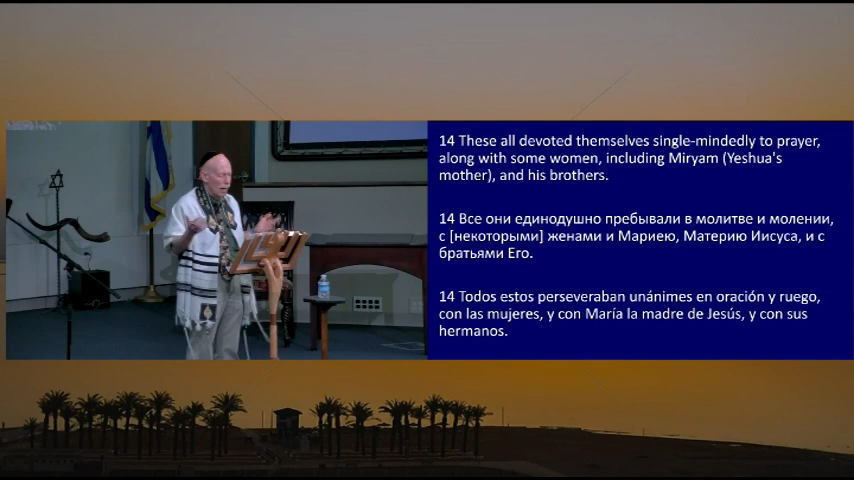 14 These all devoted themselves single-mindedly to prayer,
along with some women, including Miryam (Yeshua's
mother), and his brothers.
14 Все они единодушно пребывали в молитве и молении,
с [некоторыми] женами и Мариею, Материю Иисуса, и с
братьями Его.
14 Todos estos perseveraban unánimes en oración y ruego,
con las mujeres, y con María la madre de Jesús, y con sus
hermanos.